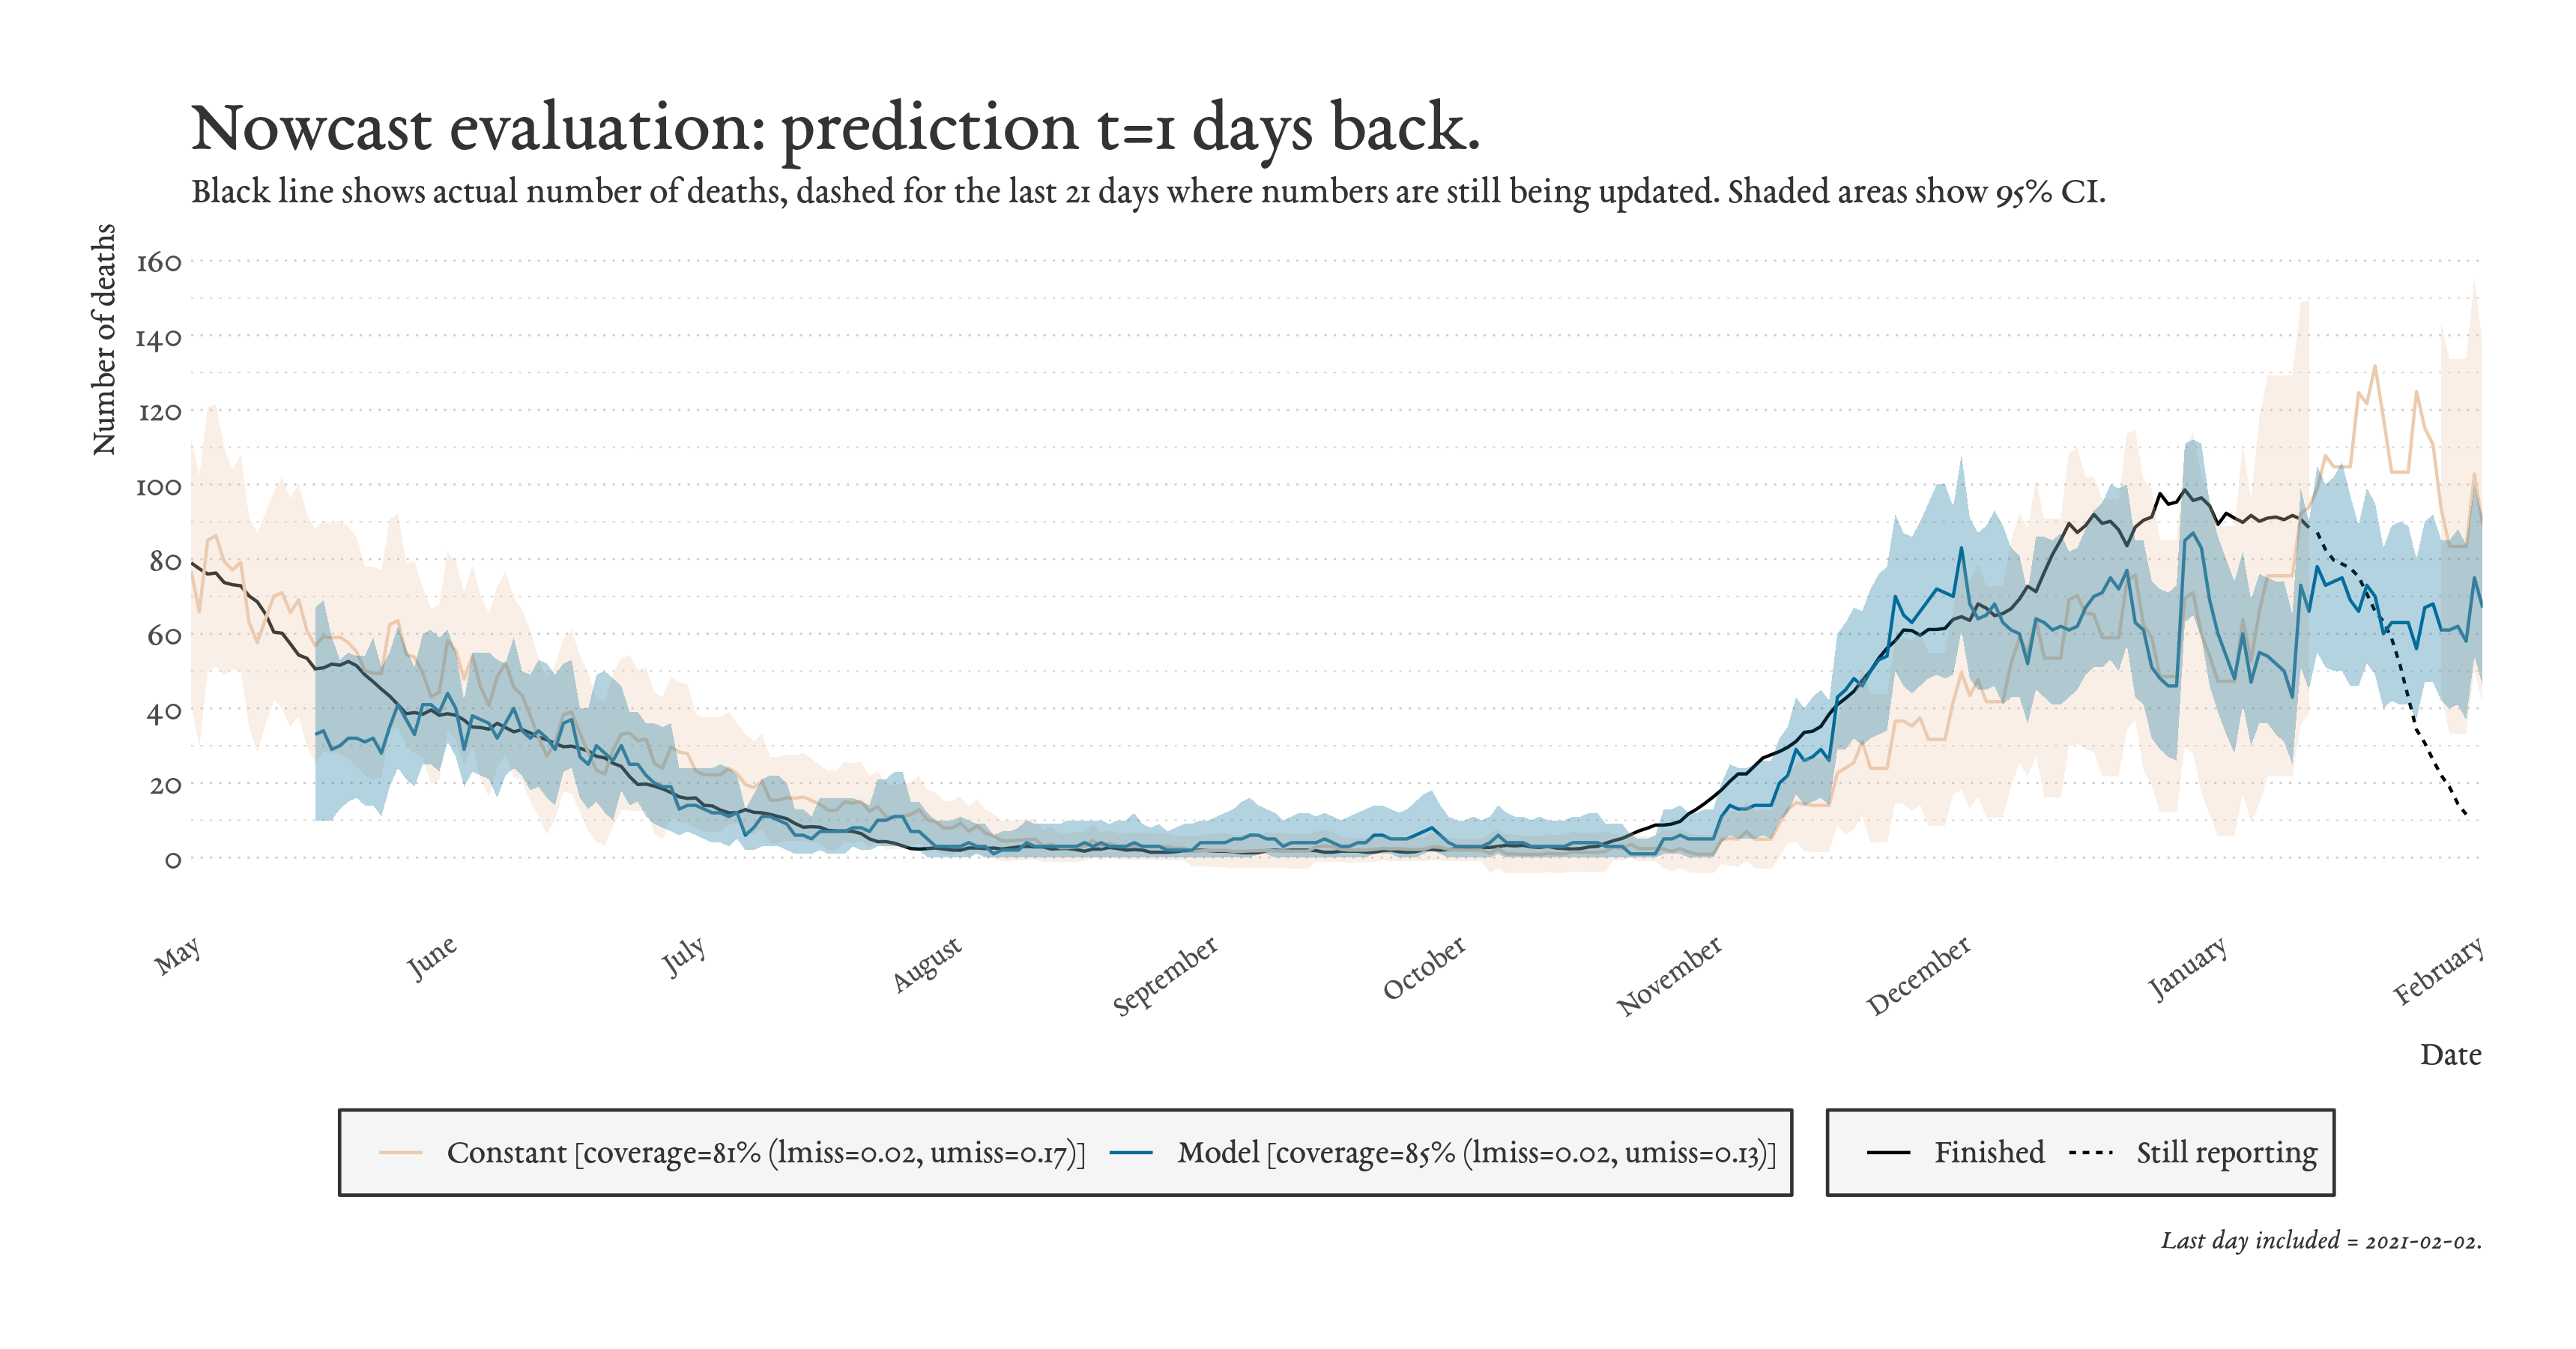 Nowcast evaluation: prediction t=1 days back.
Black line shows actual number of deaths, dashed for the last 21 days where numbers are still being updated. Shaded areas show 95% CI.
Number of deaths
160
140
120
100
80
60
40
20
0
May
June
July
August
September
October
November
December
January
February
Date
Constant [coverage=81% (lmiss=0.02, umiss=0.17)]
Model [coverage=85% (lmiss=0.02, umiss=0.13)]
Finished
Still reporting
Last day included = 2021-02-02.